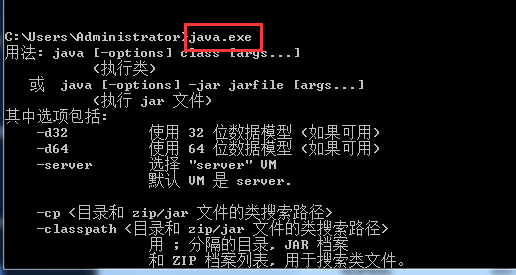 C:\Users\Administrator>java.exe
用法: java [-options] class [args...]
(执行类)
或 java [-options] -jar jarfile [args...]
(执行 jar 文件)
其中选项包括:
-d32 使用 32 位数据模型 (如果可用)
-d64 使用 64 位数据模型 (如果可用)
-server 选择 "server" VM
默认 VM 是 server.
-cp <目录和 zip/jar 文件的类搜索路径>
-classpath <目录和 zip/jar 文件的类搜索路径>
用 ; 分隔的目录, JAR 档案
和 ZIP 档案列表, 用于搜索类文件。